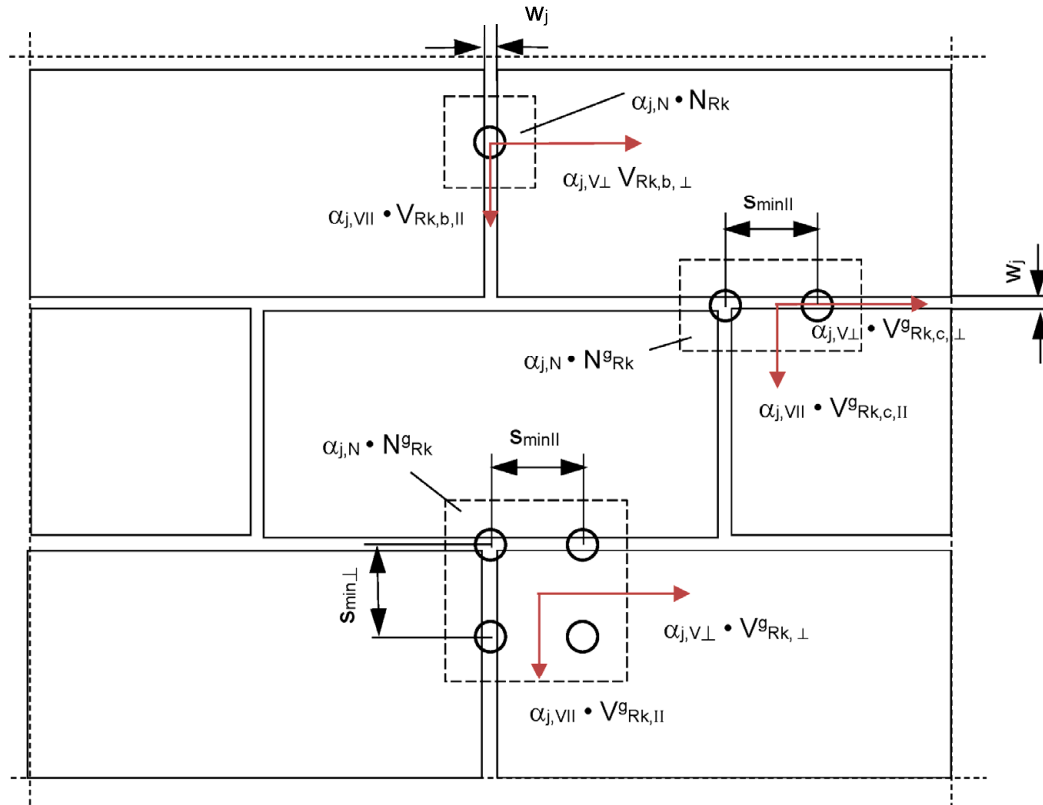 wj
αj,N • NRk
αj,V⊥ VRk,b, ⊥
αj,VII • VRk,b,II
sminII
wj
αj,V⊥ • VgRk,c,⊥
αj,N • NgRk
αj,VII • VgRk,c,II
αj,N • NgRk
sminII
smin⊥
αj,V⊥ • VgRk, ⊥
αj,VII • VgRk,II